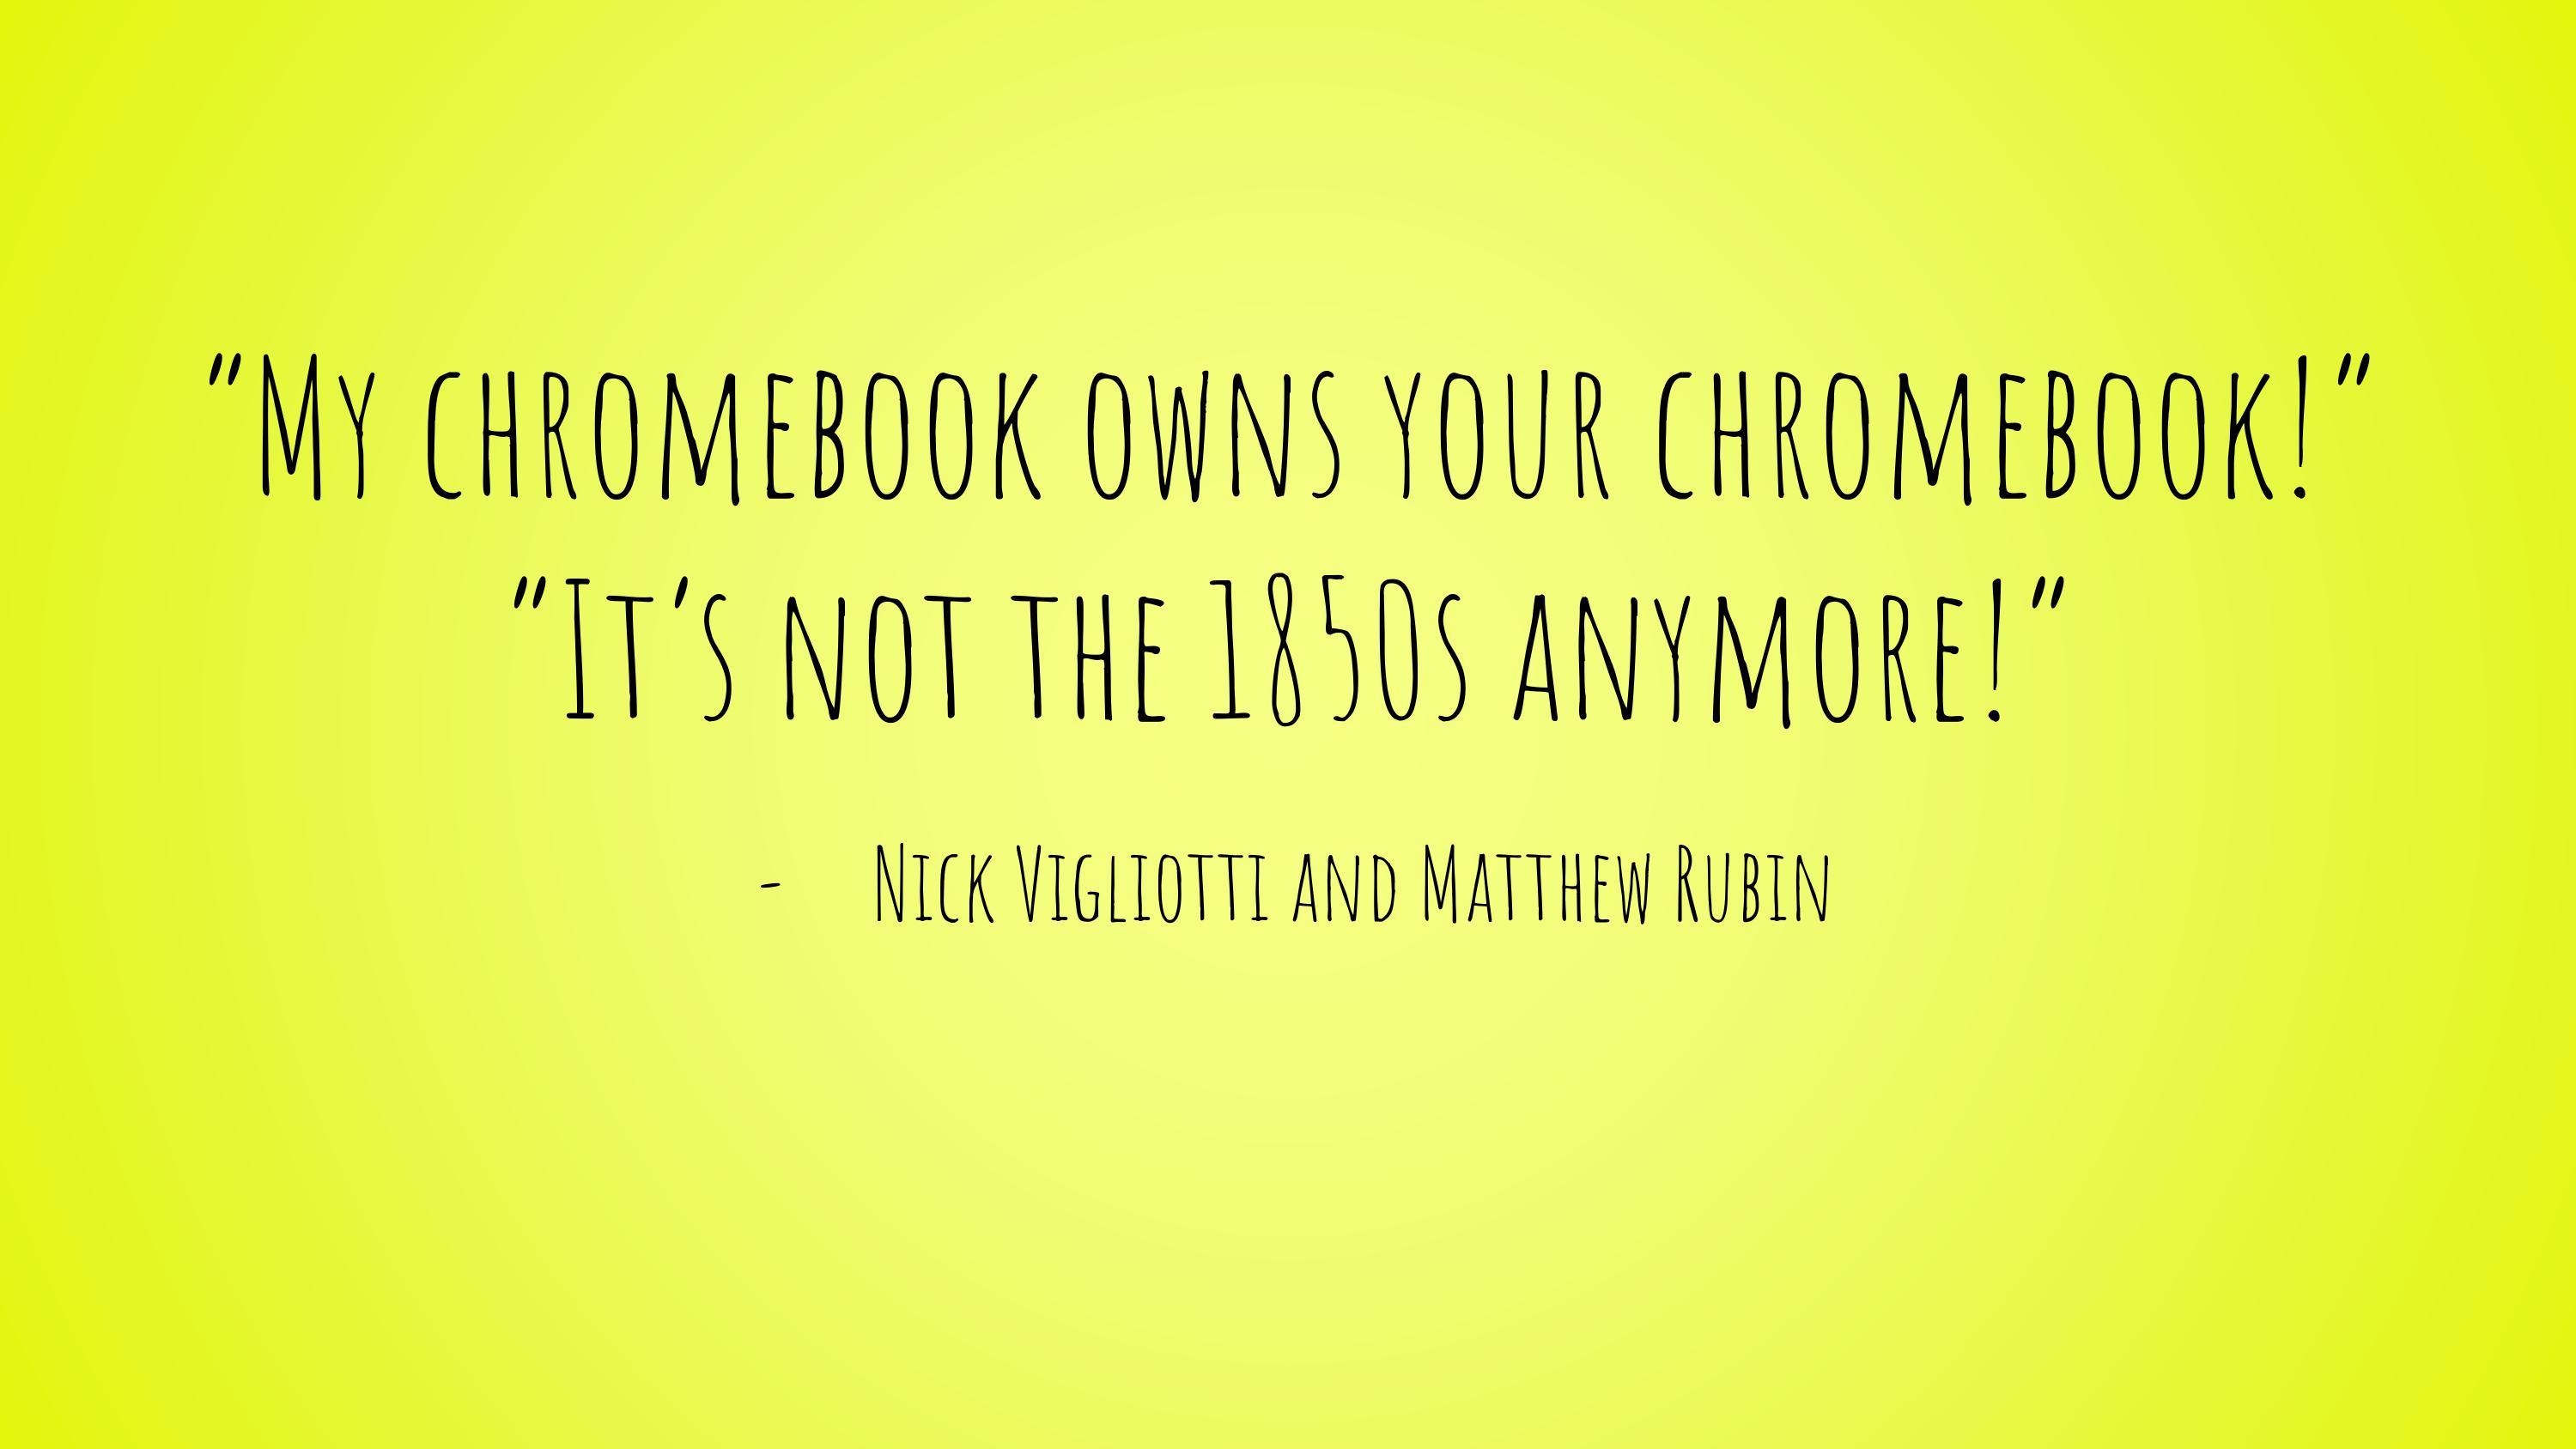 "My chromebook owns your chromebook!"
"It's not the 1850s anymore!"
- Nick Vigliotti and Matthew Rubin